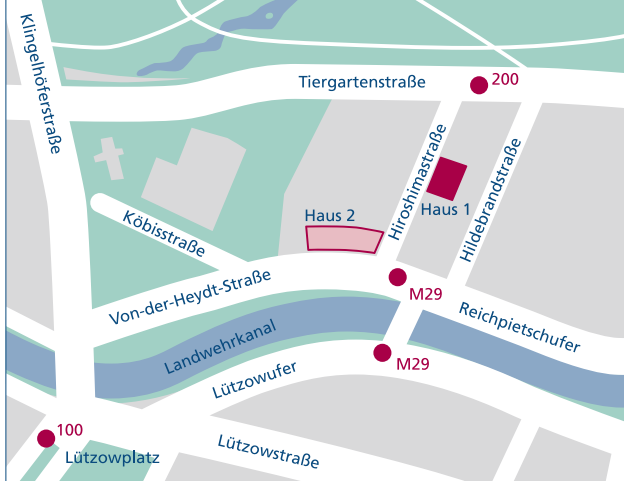 Klingelhöferstraße
Tiergartenstraße
200
Hiroshimastraße
Hildebrandstraße
Haus 1
Haus 2
Köbisstraße
Von-der-Heydt-Straße
M29
Reichpietschufer
Landwehrkanal
M29
Lützowufer
100
Lützowplatz
Lützowstraße